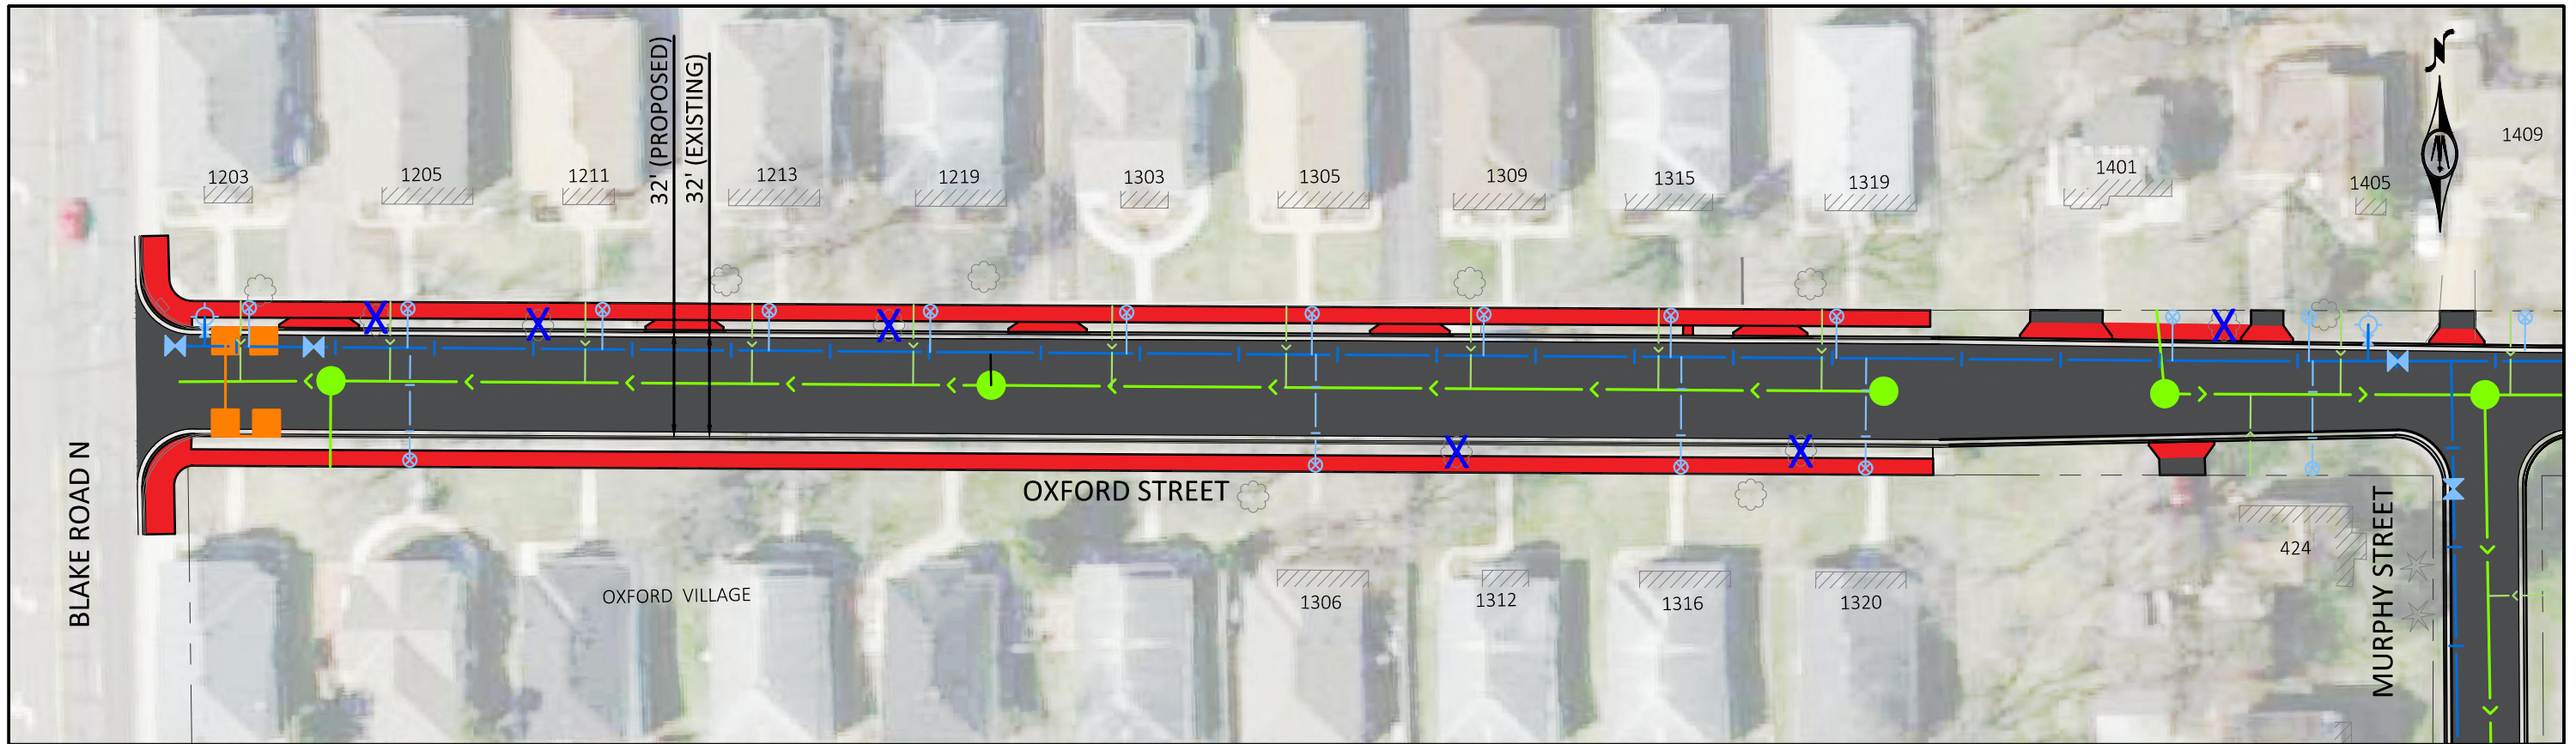 32' (PROPOSED)
32' (EXISTING)
N
1203
1205
1211
1213
1219
1303
1305
1309
1315
1319
1401
1405
1409
BLAKE ROAD N
OXFORD STREET
MURPHY STREET
OXFORD VILLAGE
1306
1312
1316
1320
424